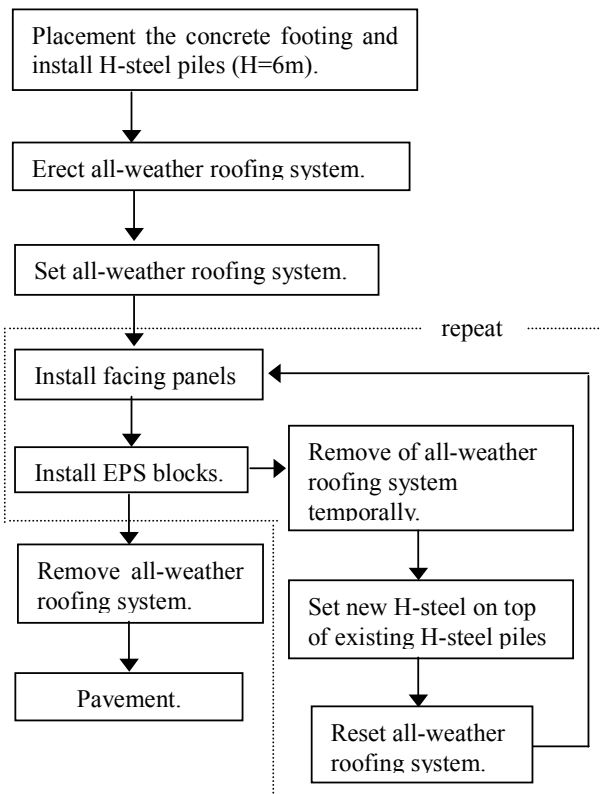 Placement the concrete footing and
install H-steel piles (H=6m).
Erect all-weather roofing system.
Set all-weather roofing system.
repeat
Install facing panels
Install EPS blocks.
Remove of all-weather
roofing system
temporally.
Remove all-weather
roofing system.
Set new H-steel on top
of existing H-steel piles
Pavement.
Reset all-weather
roofing system.